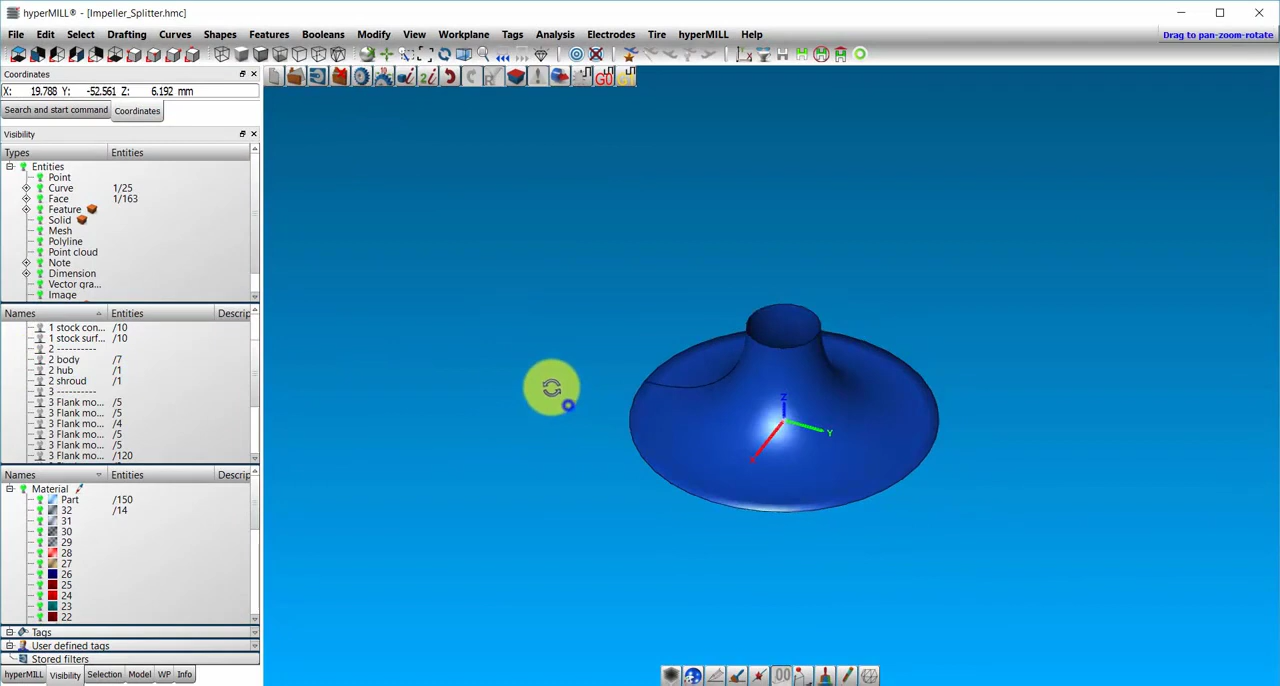 hyperMILL® - [Impeller_Splitter.hmc]
File Edit Select Drafting Curves Shapes Features Booleans Modify View Workplane Tags Analysis Electrodes Tire hyperMILL Help
Drag to pan-zoom-rotate
Coordinates
X: 19.788 Y: -52.561 Z: 6.192 mm
Search and start command Coordinates
Visibility
Types Entities
Entities
Point
Curve 1/25
Face 1/163
Feature
Solid
Mesh
Polyline
Point cloud
Note
Dimension
Vector gra...
Image
Names Entities Descrip
1 stock con... /10
1 stock surf... /10
2 ----------
2 body /7
2 hub /1
2 shroud /1
3 ----------
3 Flank mo... /5
3 Flank mo... /5
3 Flank mo... /4
3 Flank mo... /5
3 Flank mo... /5
3 Flank mo... /120
Names Entities Descrip
Material
Part /150
32 /14
31
30
29
28
27
26
25
24
23
22
Tags
User defined tags
Stored filters
hyperMILL Visibility Selection Model WP Info
G0
Z
Y